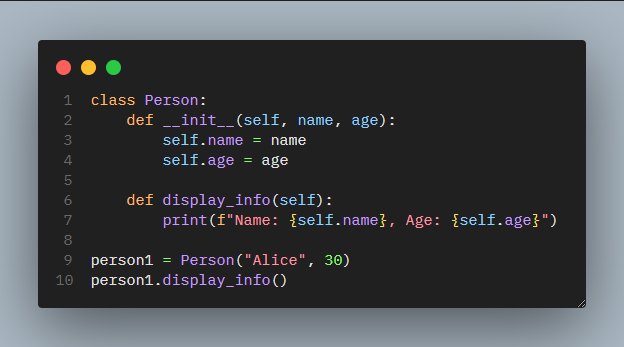 1 class Person:
2     def __init__(self, name, age):
3         self.name = name
4         self.age = age
5
6     def display_info(self):
7         print(f"Name: {self.name}, Age: {self.age}")
8
9 person1 = Person("Alice", 30)
10 person1.display_info()